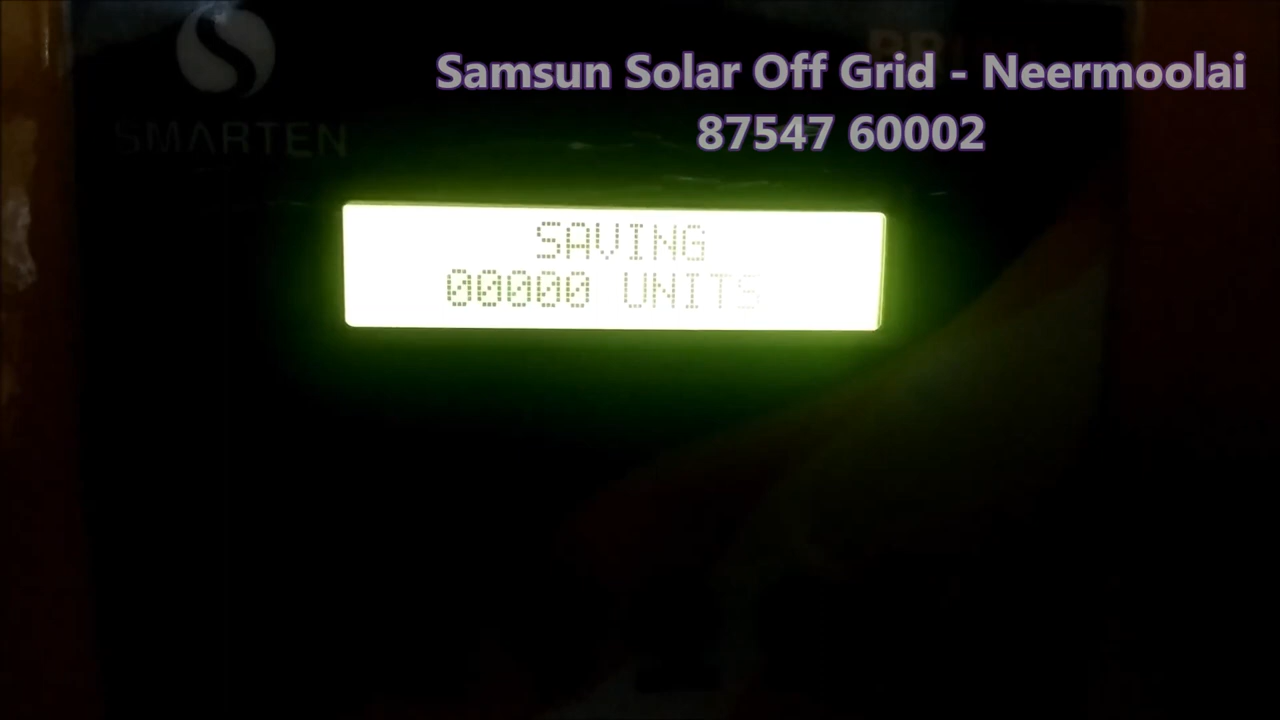 Samsun Solar Off Grid - Neermoolai
87547 60002
SMARTEN
SAVING
00000 UNITS